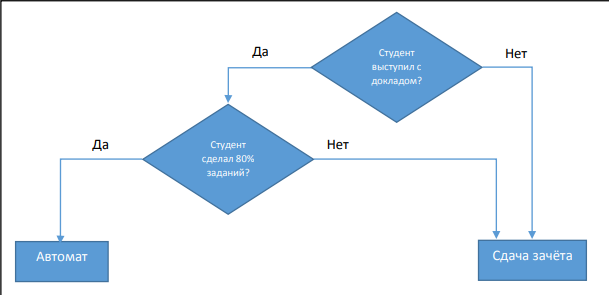 Да
Студент
выступил с
докладом?
Нет
Да
Студент
сделал 80%
заданий?
Нет
Автомат
Сдача зачёта